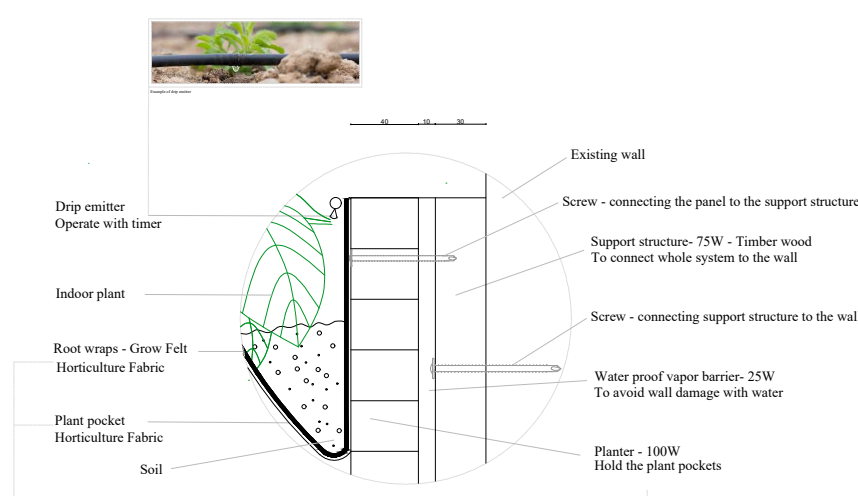 Example of drip emitter
40 10 30
Existing wall
Screw - connecting the panel to the support structure
Drip emitter
Operate with timer
Support structure- 75W - Timber wood
To connect whole system to the wall
Indoor plant
Screw - connecting support structure to the wal
Root wraps - Grow Felt
Horticulture Fabric
Water proof vapor barrier- 25W
To avoid wall damage with water
Plant pocket
Horticulture Fabric
Planter - 100W
Hold the plant pockets
Soil